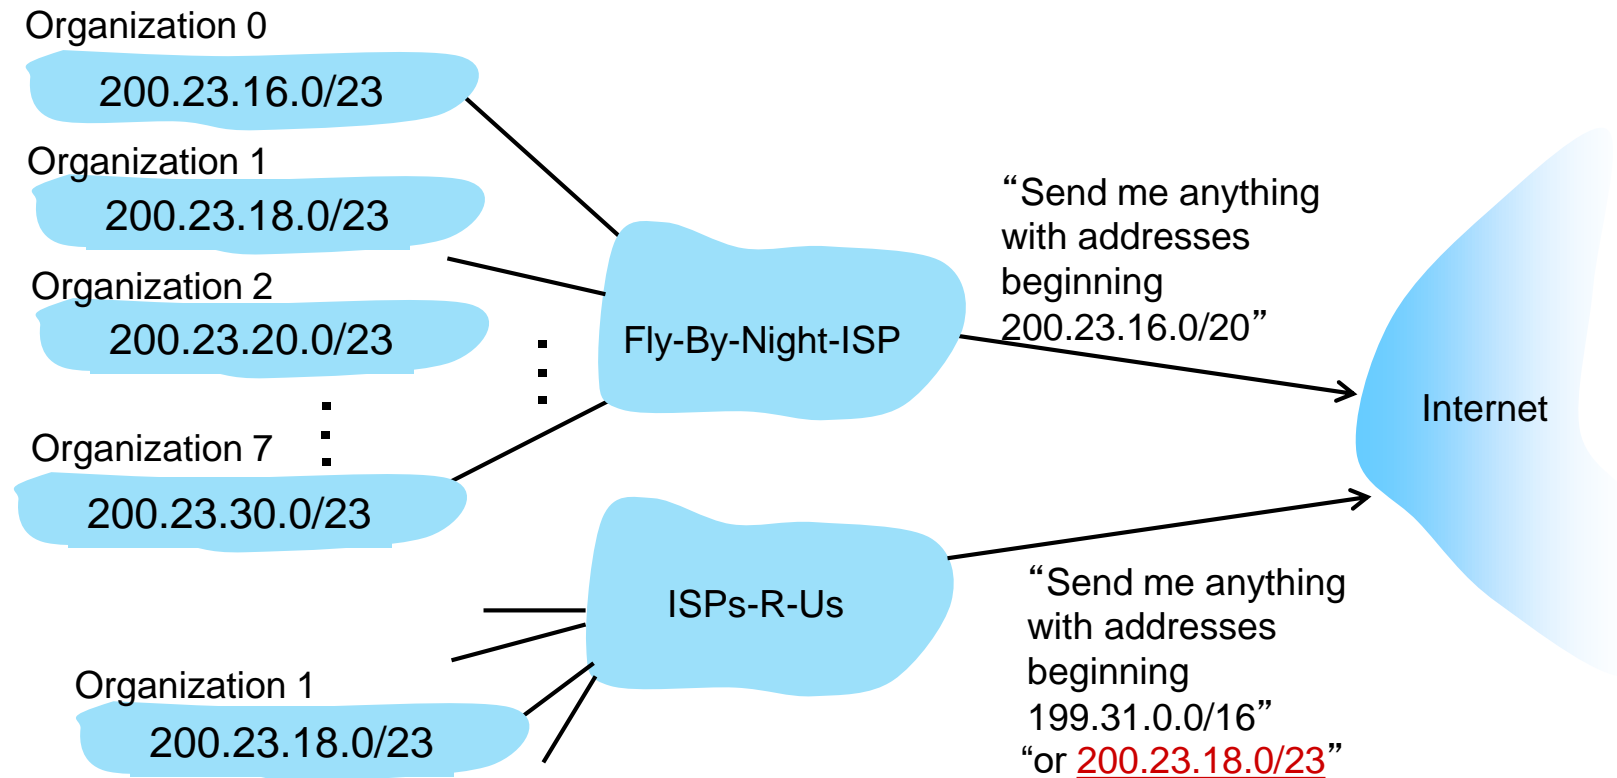 Organization 0
200.23.16.0/23
Organization 1
200.23.18.0/23
Organization 2
200.23.20.0/23
Organization 7
200.23.30.0/23
Fly-By-Night-ISP
“Send me anything
with addresses
beginning
200.23.16.0/20”
Internet
ISPs-R-Us
Organization 1
200.23.18.0/23
“Send me anything
with addresses
beginning
199.31.0.0/16”
“or 200.23.18.0/23”